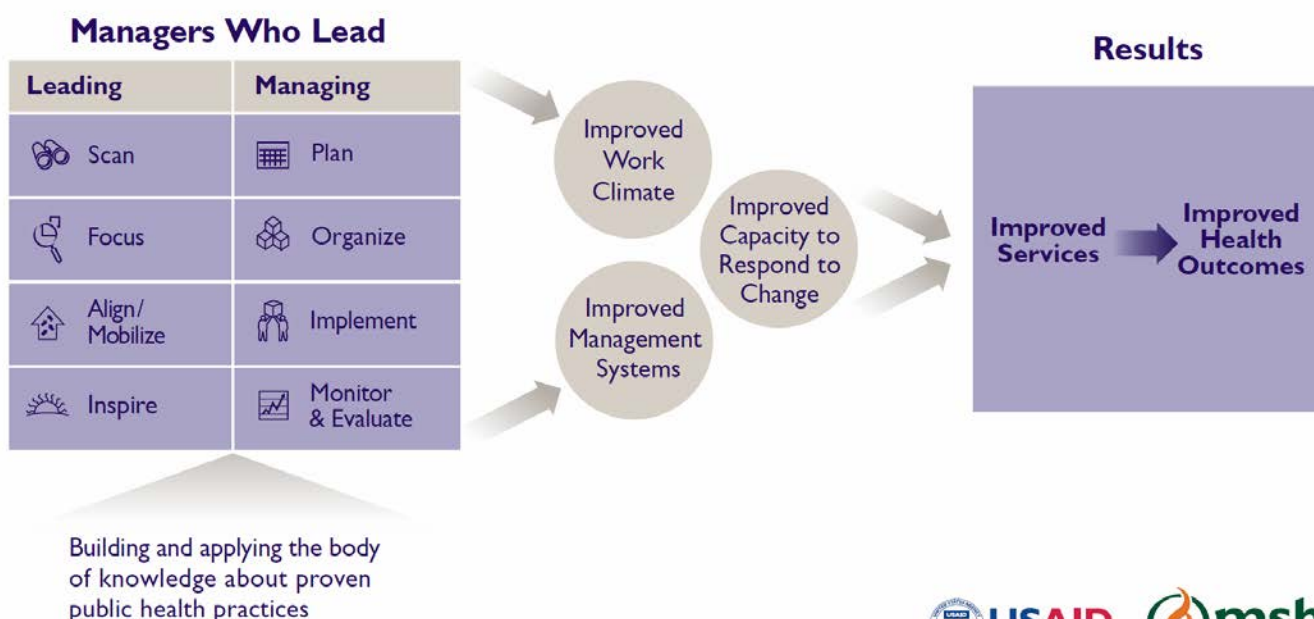 Managers Who Lead
Leading
Managing
Scan
Plan
Focus
Organize
Align/
Mobilize
Implement
Inspire
Monitor
& Evaluate
Building and applying the body
of knowledge about proven
public health practices
Improved
Work
Climate
Improved
Capacity to
Respond to
Change
Improved
Management
Systems
Results
Improved
Services
Improved
Health
Outcomes
USAID
msh